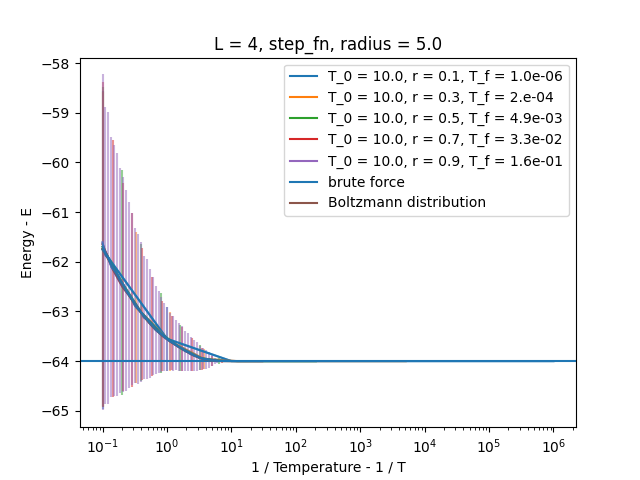 L = 4, step_fn, radius = 5.0
−58
−59
−60
−61
−62
−63
−64
−65
Energy - E
T_0 = 10.0, r = 0.1, T_f = 1.0e-06
T_0 = 10.0, r = 0.3, T_f = 2.e-04
T_0 = 10.0, r = 0.5, T_f = 4.9e-03
T_0 = 10.0, r = 0.7, T_f = 3.3e-02
T_0 = 10.0, r = 0.9, T_f = 1.6e-01
brute force
Boltzmann distribution
10⁻¹ 10⁰ 10¹ 10² 10³ 10⁴ 10⁵ 10⁶
1 / Temperature - 1 / T